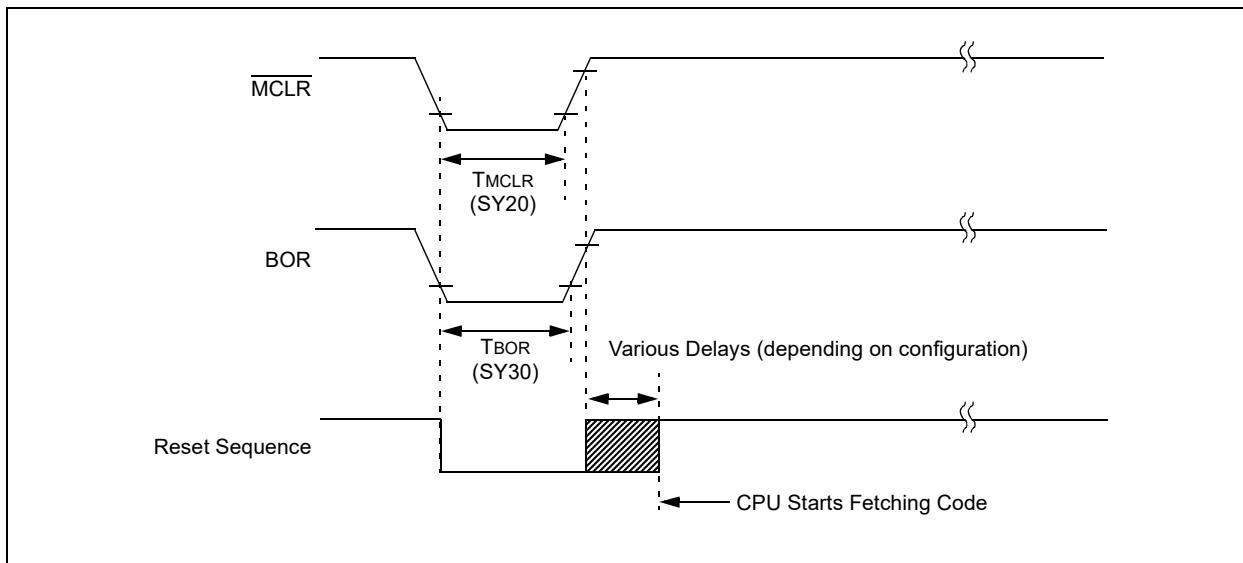 MCLR
TMCLR
(SY20)
BOR
TBOR
(SY30)
Various Delays (depending on configuration)
Reset Sequence
CPU Starts Fetching Code